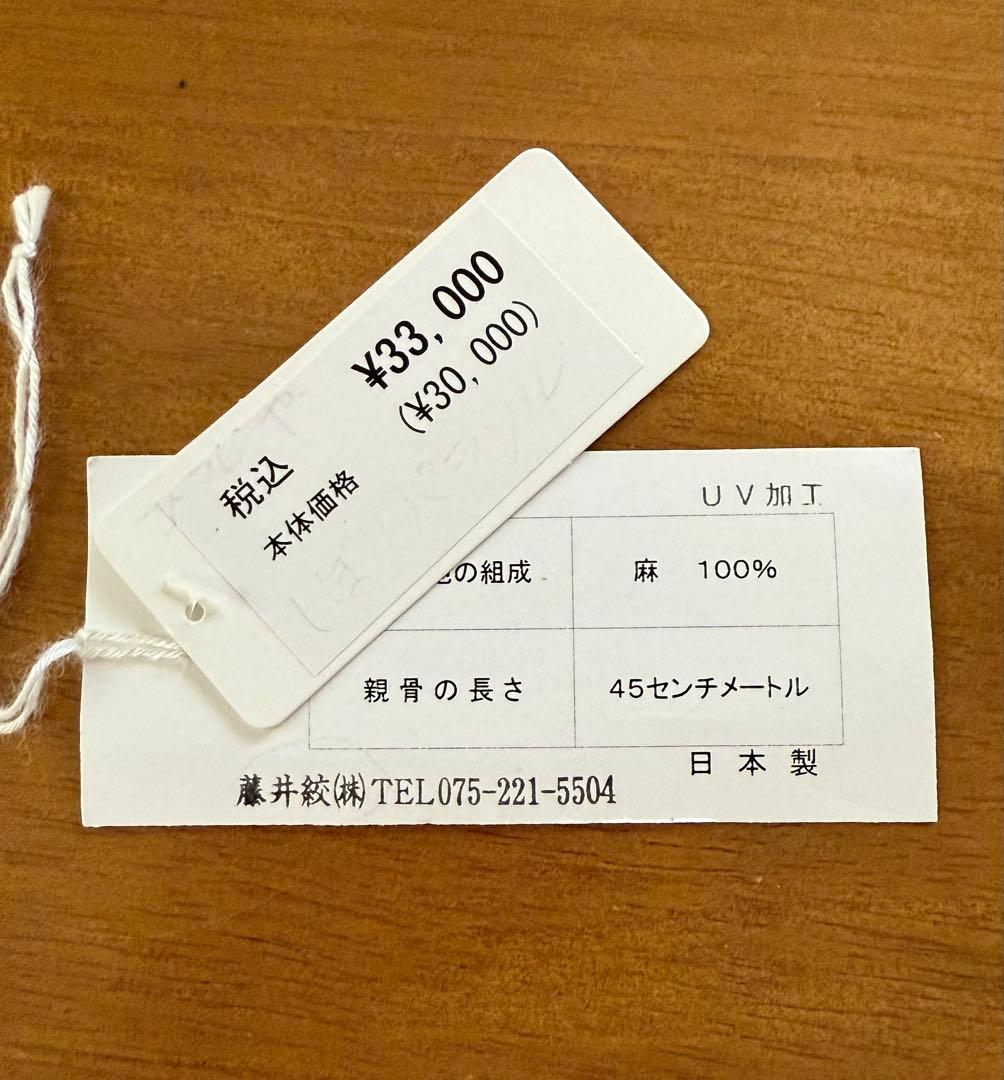 ¥33,000
(¥30,000)
税込
本体価格
UV加工
の組成
麻 100%
親骨の長さ
45センチメートル
日本製
藤井絞(株)TEL075-221-5504